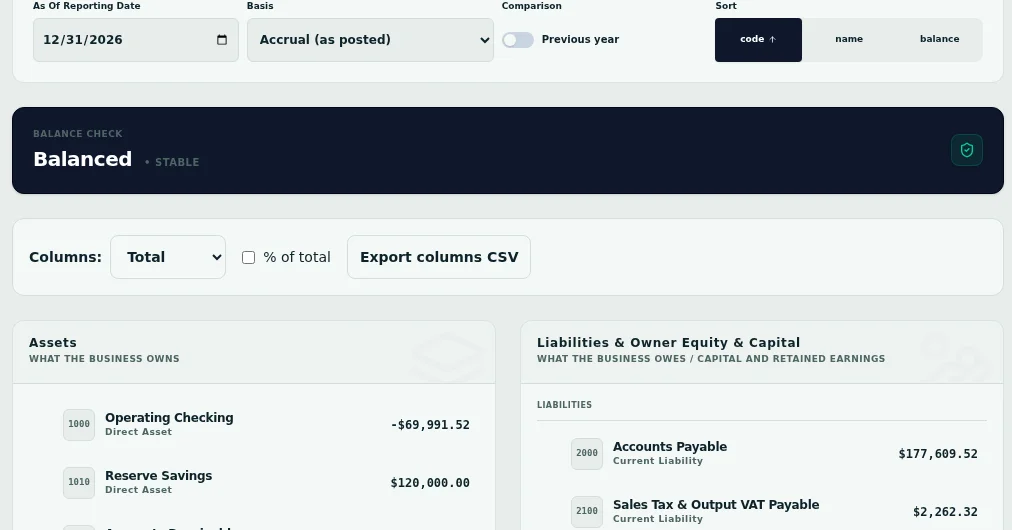 As Of Reporting Date
Basis
Comparison
Sort
12/31/2026
Accrual (as posted)
Previous year
code ↑
name
balance
BALANCE CHECK
Balanced • STABLE
Columns: Total % of total Export columns CSV
Assets
WHAT THE BUSINESS OWNS
1000 Operating Checking -$69,991.52
Direct Asset
1010 Reserve Savings $120,000.00
Direct Asset
Liabilities & Owner Equity & Capital
WHAT THE BUSINESS OWES / CAPITAL AND RETAINED EARNINGS
LIABILITIES
2000 Accounts Payable $177,609.52
Current Liability
2100 Sales Tax & Output VAT Payable $2,262.32
Current Liability